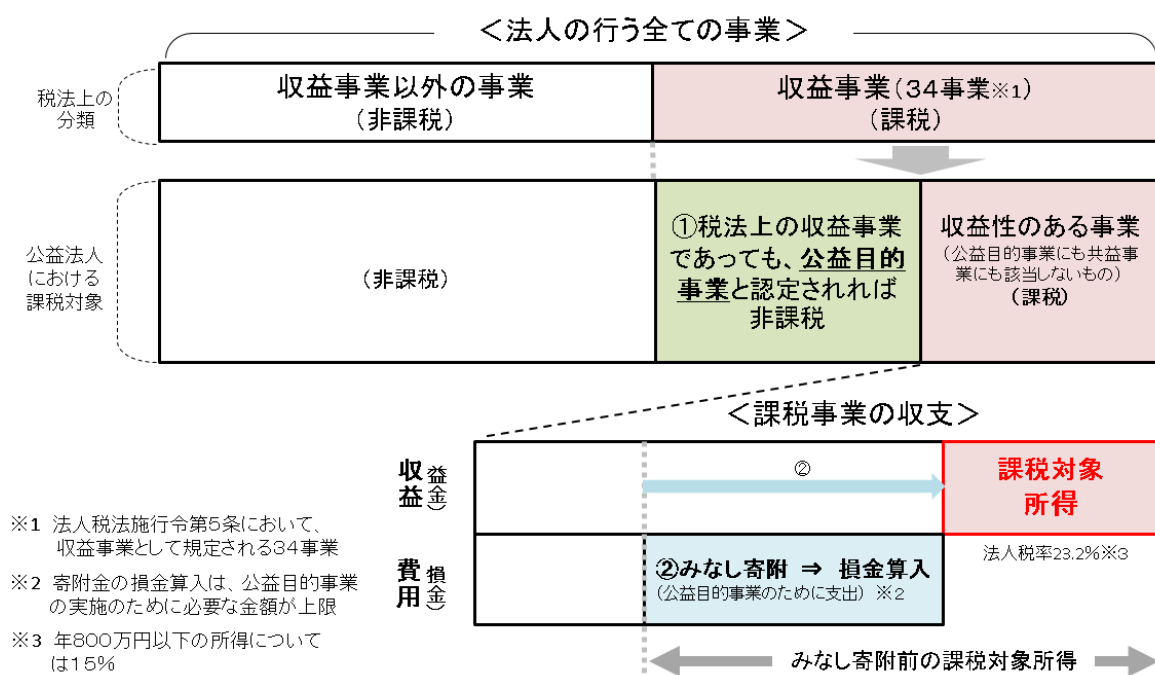 ＜法人の行う全ての事業＞
税法上の
分類
収益事業以外の事業
（非課税）
収益事業（３４事業※１）
（課税）
公益法人
における
課税対象
（非課税）
①税法上の収益事業
であっても、公益目的
事業と認定されれば
非課税
収益性のある事業
（公益目的事業にも共益事
業にも該当しないもの）
（課税）
＜課税事業の収支＞
収益（益金）
②
課税対象
所得
費用（損金）
②みなし寄附 ⇒ 損金算入
（公益目的事業のために支出） ※２
法人税率23.2％※３
みなし寄附前の課税対象所得
※１ 法人税法施行令第５条において、
収益事業として規定される３４事業
※２ 寄附金の損金算入は、公益目的事業
の実施のために必要な金額が上限
※３ 年８００万円以下の所得について
は１５％